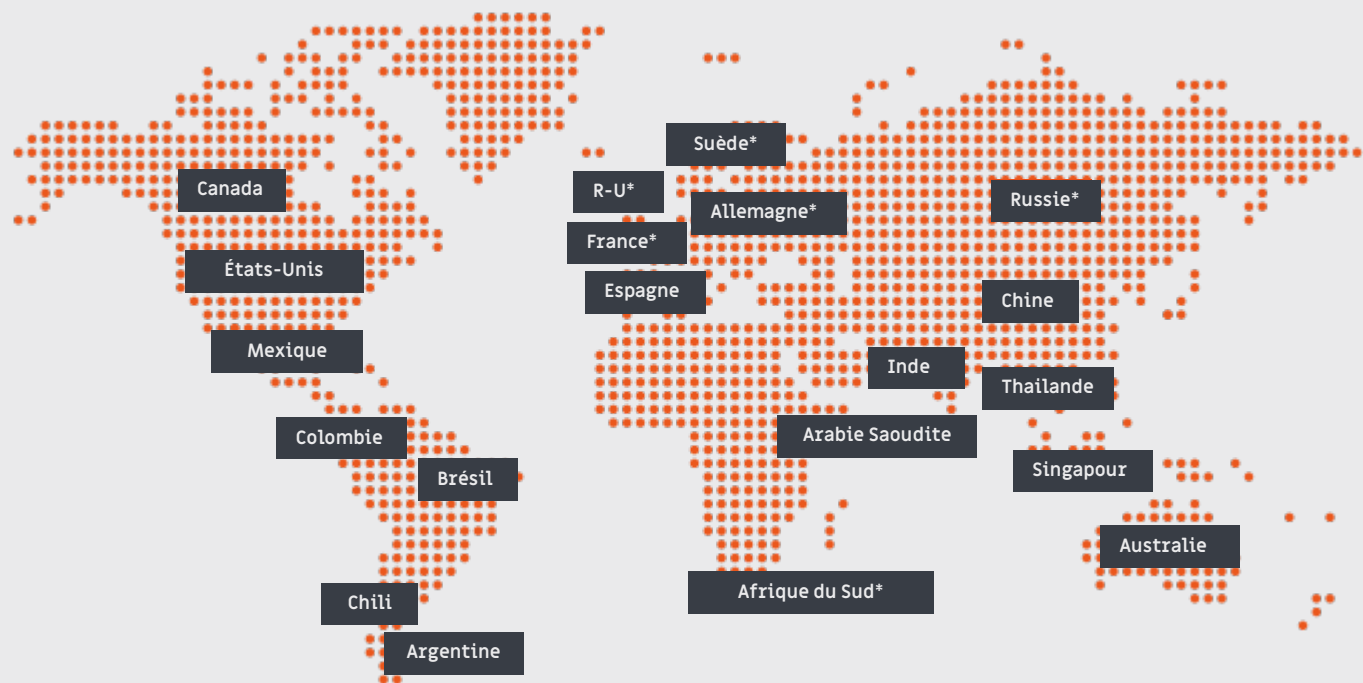 Suède*
Canada
R-U*
Allemagne*
Russie*
France*
États-Unis
Espagne
Chine
Mexique
Inde
Thailande
Colombie
Arabie Saoudite
Brésil
Singapour
Australie
Afrique du Sud*
Chili
Argentine